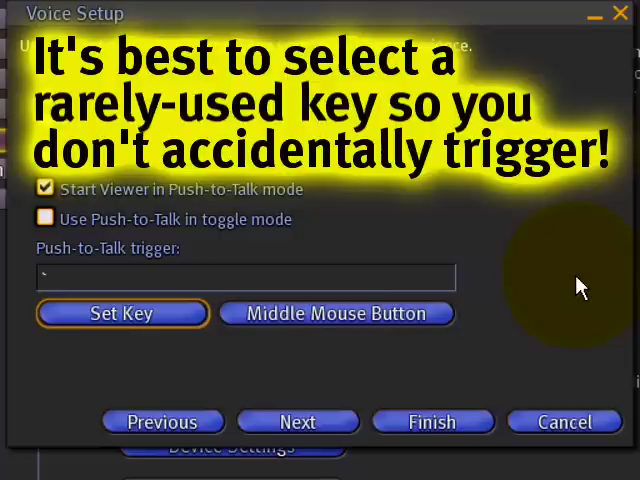 Voice Setup
It's best to select a
rarely-used key so you
don't accidentally trigger!
Start Viewer in Push-to-Talk mode
Use Push-to-Talk in toggle mode
Push-to-Talk trigger:
`
Set Key Middle Mouse Button
Previous Next Finish Cancel
Device Settings